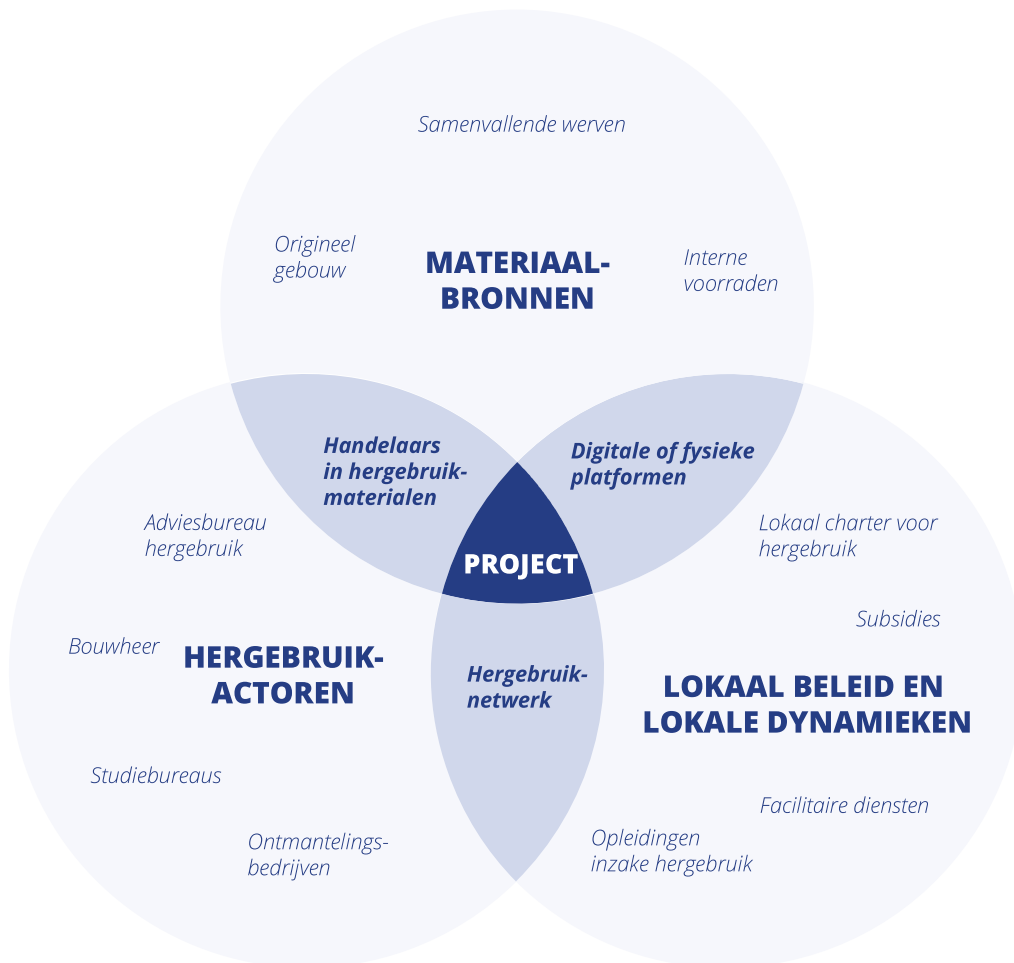 Samenvallende werven
Origineel
gebouw
MATERIAAL-
BRONNEN
Interne
voorraden
Handelaars
in hergebruik-
materialen
Digitale of fysieke
platformen
Adviesbureau
hergebruik
PROJECT
Lokaal charter voor
hergebruik
Subsidies
Bouwheer
HERGEBRUIK-
ACTOREN
Hergebruik-
netwerk
LOKAAL BELEID EN
LOKALE DYNAMIEKEN
Studiebureaus
Ontmantelings-
bedrijven
Facilitaire diensten
Opleidingen
inzake hergebruik